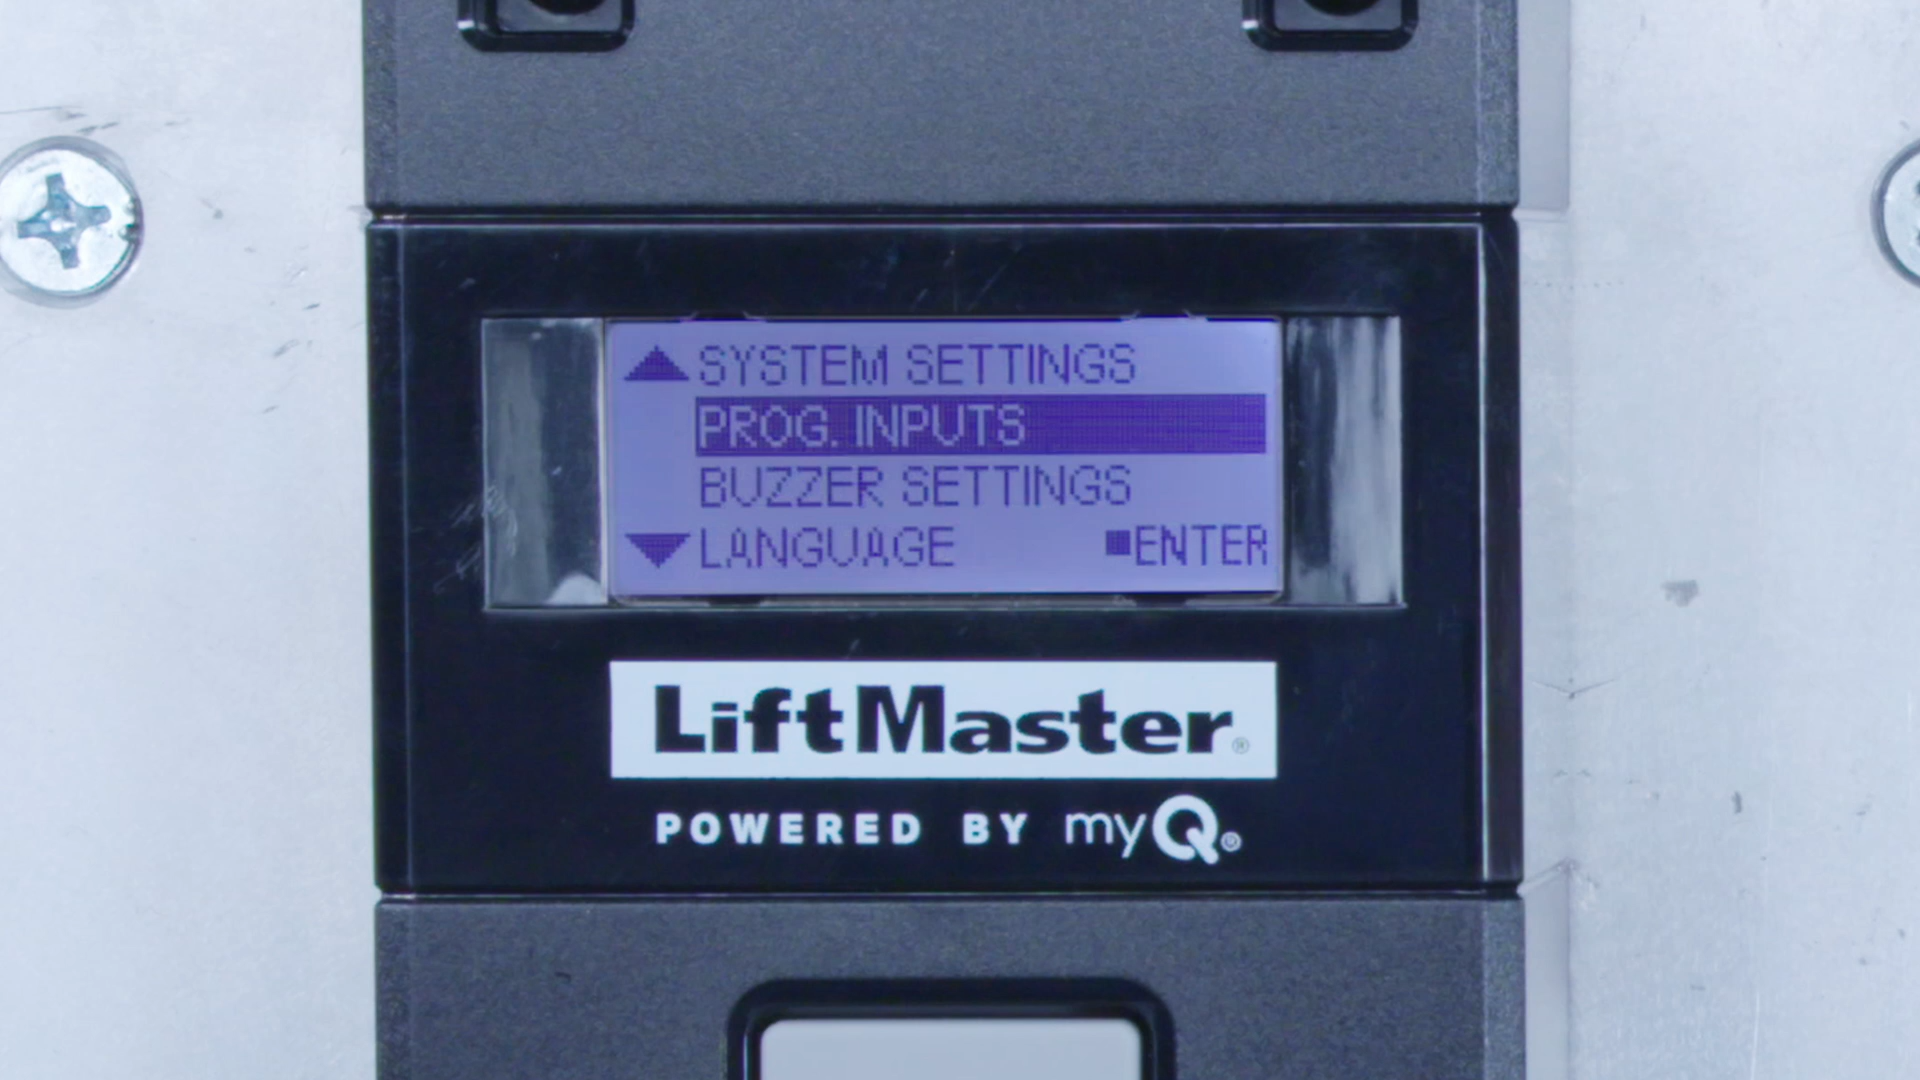 SYSTEM SETTINGS
PROG. INPUTS
BUZZER SETTINGS
LANGUAGE ■ENTER
LiftMaster®
POWERED BY myQ®